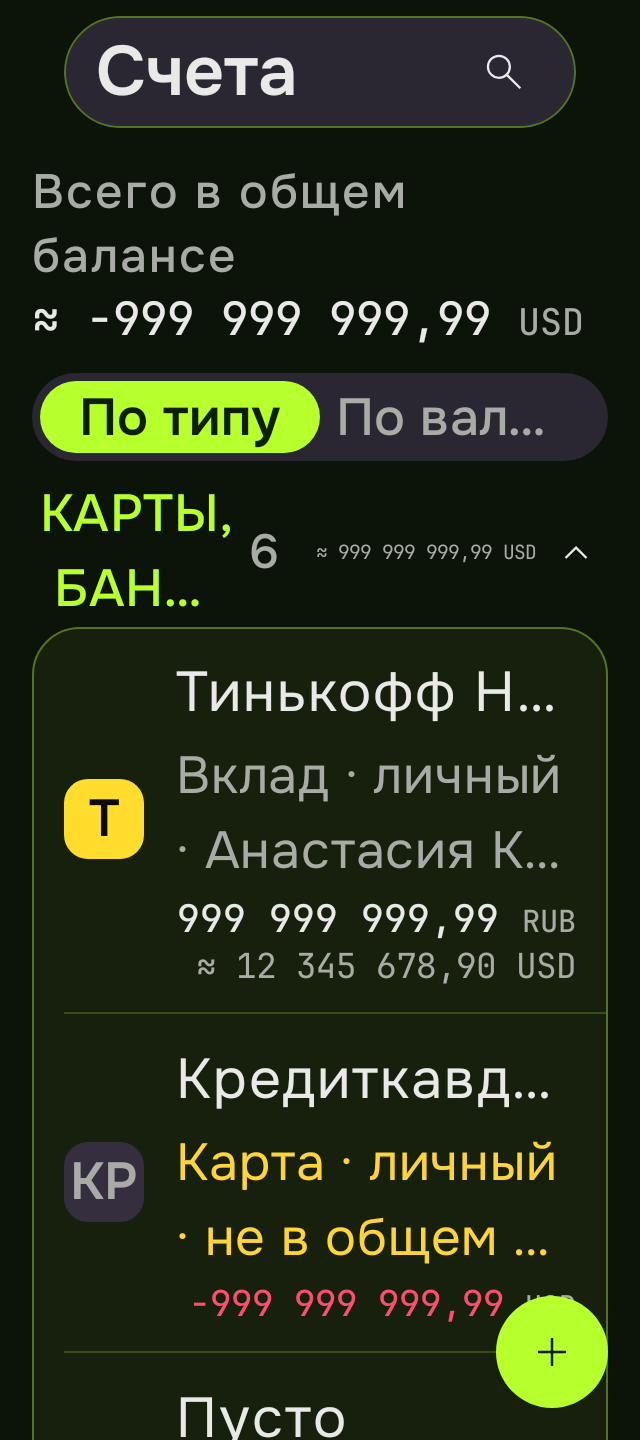 Счета
Всего в общем
балансе
≈ -999 999 999,99 USD
По типу По вал...
КАРТЫ,
БАН...
6 ≈ 999 999 999,99 USD
Тинькофф Н...
Вклад · личный
· Анастасия К...
Т
999 999 999,99 RUB
≈ 12 345 678,90 USD
Кредиткавд...
Карта · личный
· не в общем ...
КР
-999 999 999,99
Пусто